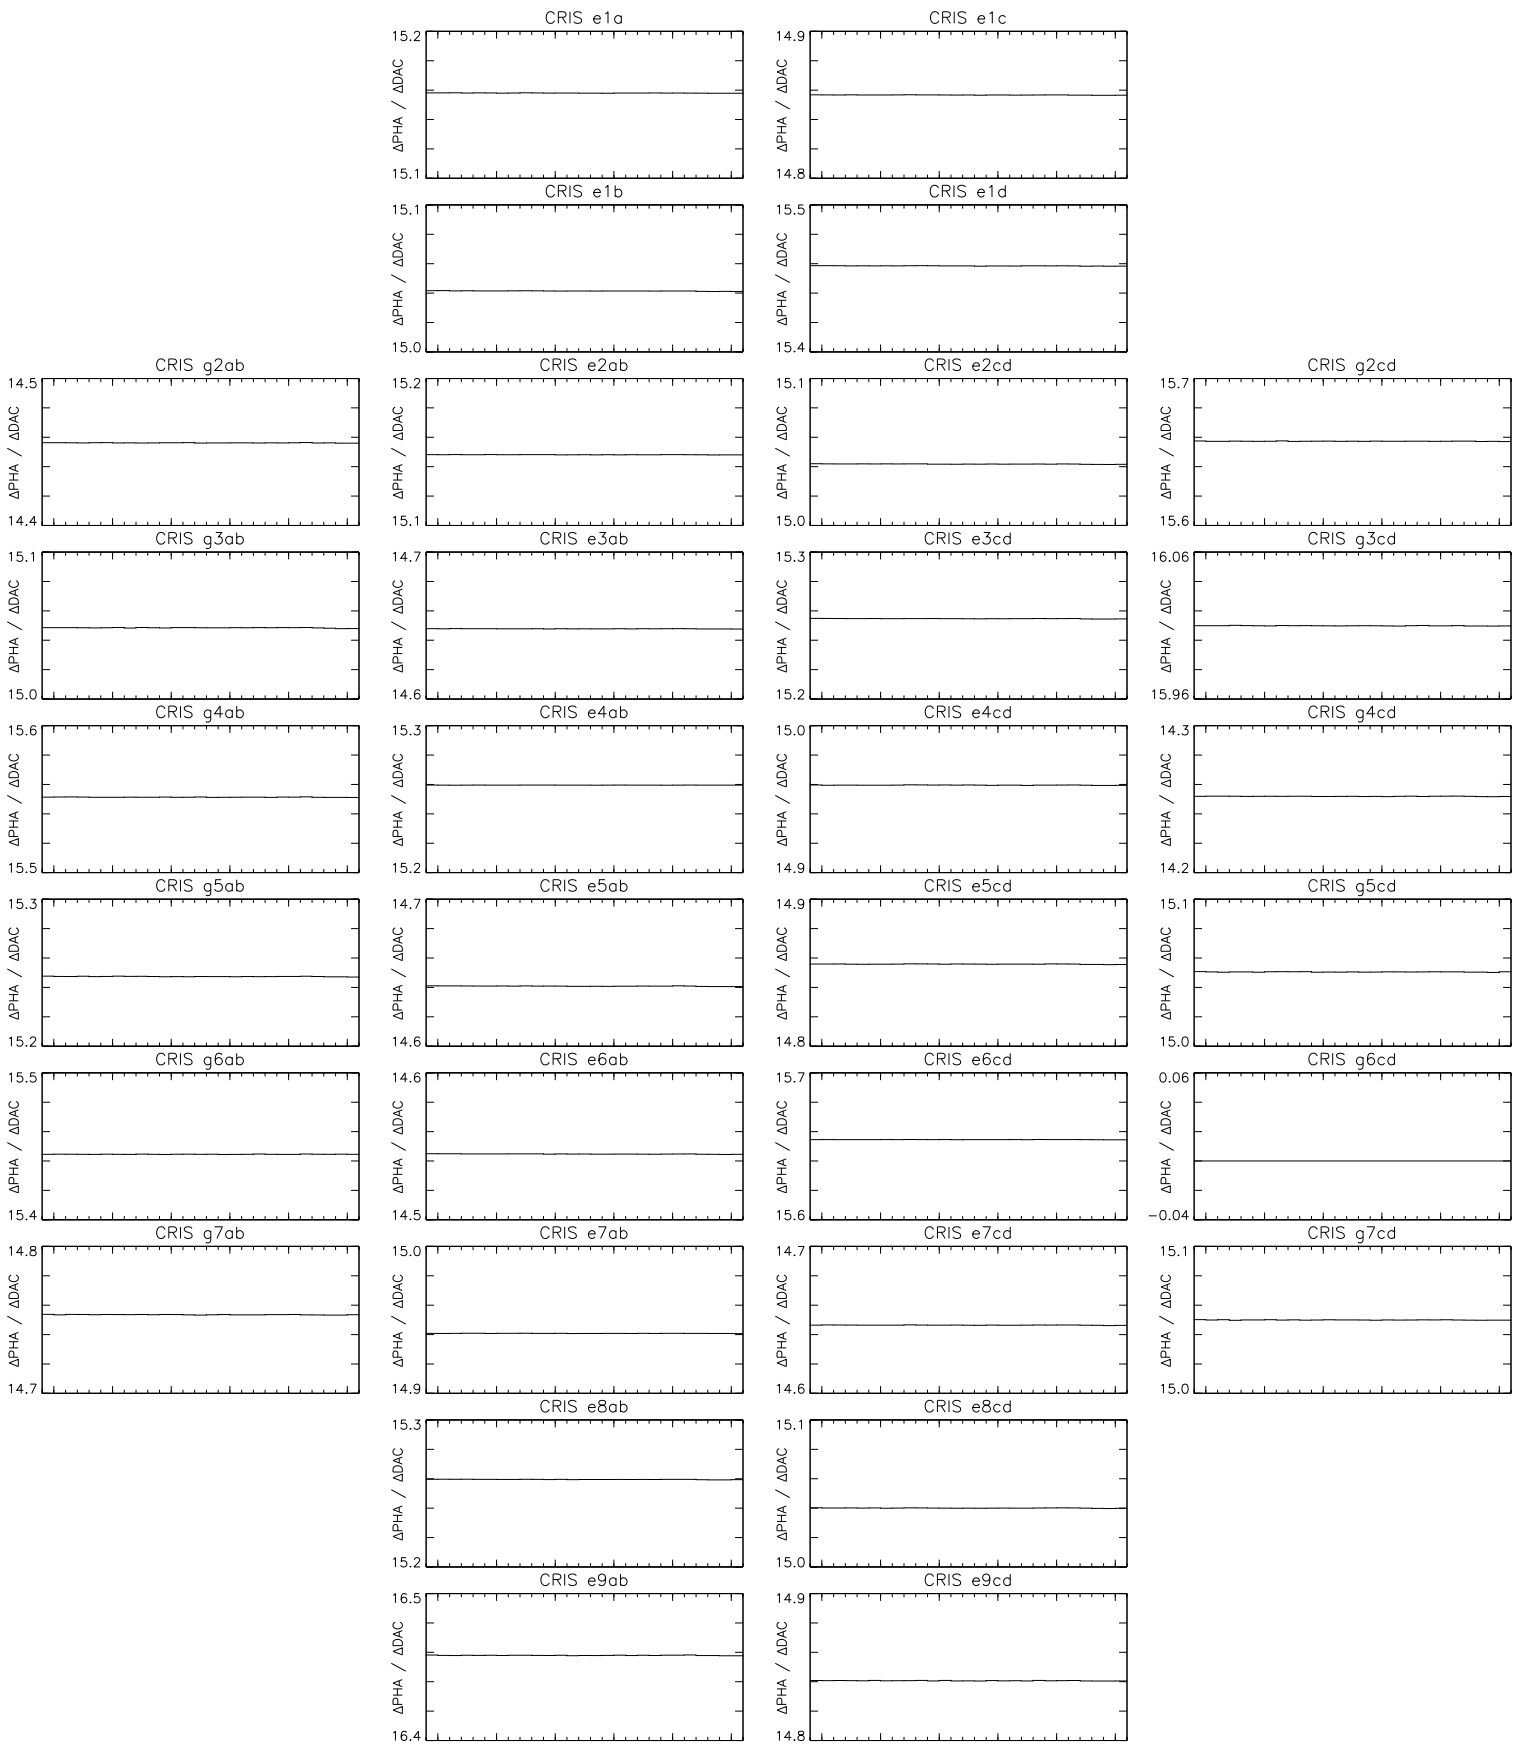 CRIS e1a CRIS e1c
15.2 14.9
ΔPHA / ΔDAC ΔPHA / ΔDAC
15.1 14.8
CRIS e1b CRIS e1d
15.1 15.5
ΔPHA / ΔDAC ΔPHA / ΔDAC
15.0 15.4
CRIS g2ab CRIS e2ab CRIS e2cd CRIS g2cd
14.5 15.2 15.1 15.7
ΔPHA / ΔDAC ΔPHA / ΔDAC ΔPHA / ΔDAC ΔPHA / ΔDAC
14.4 15.1 15.0 15.6
CRIS g3ab CRIS e3ab CRIS e3cd CRIS g3cd
15.1 14.7 15.3 16.06
ΔPHA / ΔDAC ΔPHA / ΔDAC ΔPHA / ΔDAC ΔPHA / ΔDAC
15.0 14.6 15.2 15.96
CRIS g4ab CRIS e4ab CRIS e4cd CRIS g4cd
15.6 15.3 15.0 14.3
ΔPHA / ΔDAC ΔPHA / ΔDAC ΔPHA / ΔDAC ΔPHA / ΔDAC
15.5 15.2 14.9 14.2
CRIS g5ab CRIS e5ab CRIS e5cd CRIS g5cd
15.3 14.7 14.9 15.1
ΔPHA / ΔDAC ΔPHA / ΔDAC ΔPHA / ΔDAC ΔPHA / ΔDAC
15.2 14.6 14.8 15.0
CRIS g6ab CRIS e6ab CRIS e6cd CRIS g6cd
15.5 14.6 15.7 0.06
ΔPHA / ΔDAC ΔPHA / ΔDAC ΔPHA / ΔDAC ΔPHA / ΔDAC
15.4 14.5 15.6 −0.04
CRIS g7ab CRIS e7ab CRIS e7cd CRIS g7cd
14.8 15.0 14.7 15.1
ΔPHA / ΔDAC ΔPHA / ΔDAC ΔPHA / ΔDAC ΔPHA / ΔDAC
14.7 14.9 14.6 15.0
CRIS e8ab CRIS e8cd
15.3 15.1
ΔPHA / ΔDAC ΔPHA / ΔDAC
15.2 15.0
CRIS e9ab CRIS e9cd
16.5 14.9
ΔPHA / ΔDAC ΔPHA / ΔDAC
16.4 14.8